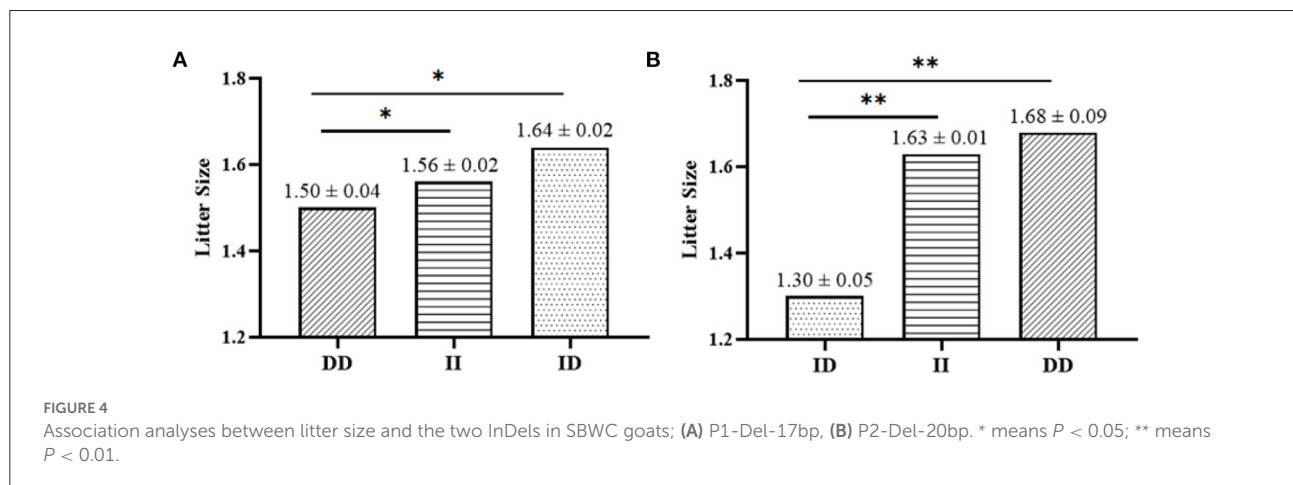 A
Litter Size
1.8
1.6
1.4
1.2
*
*
1.50 ± 0.04
1.56 ± 0.02
1.64 ± 0.02
DD II ID
B
Litter Size
1.8
1.6
1.4
1.2
**
**
1.30 ± 0.05
1.63 ± 0.01
1.68 ± 0.09
ID II DD
FIGURE 4
Association analyses between litter size and the two InDels in SBWC goats; (A) P1-Del-17bp, (B) P2-Del-20bp. * means P < 0.05; ** means
P < 0.01.